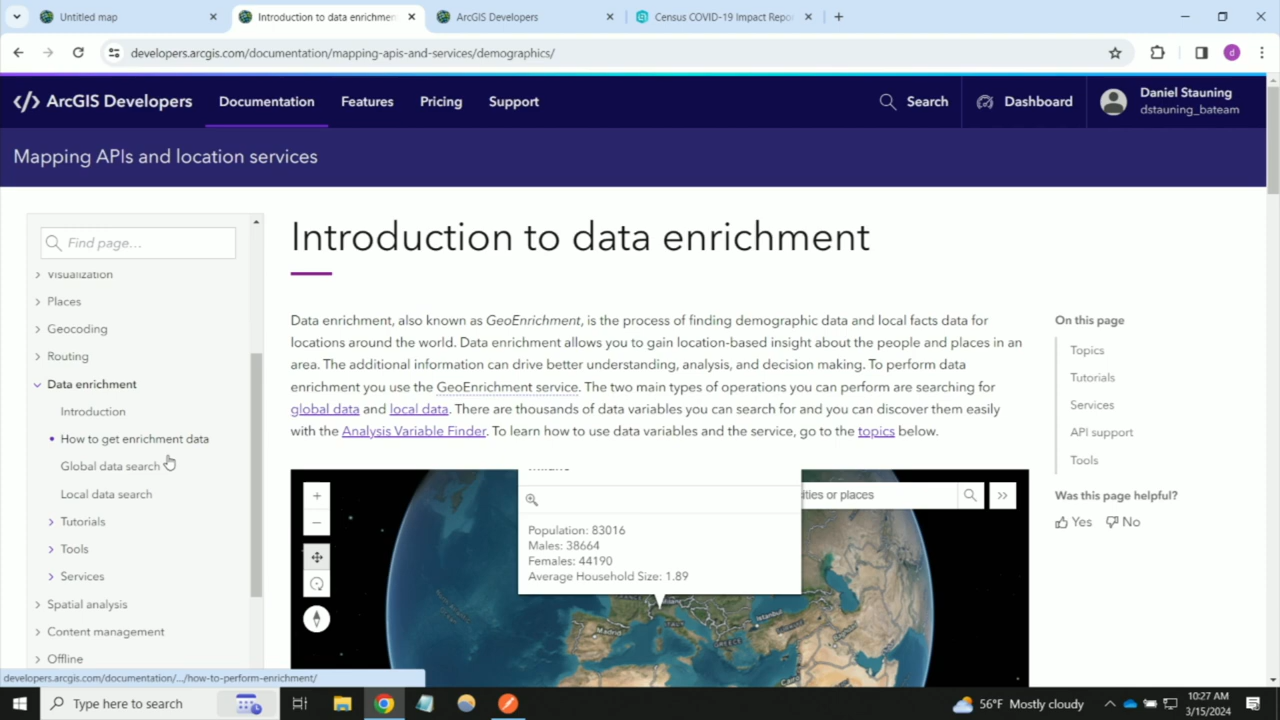 Untitled map
Introduction to data enrichmen
ArcGIS Developers
Census COVID-19 Impact Repo
developers.arcgis.com/documentation/mapping-apis-and-services/demographics/
d
ArcGIS Developers
Documentation
Features
Pricing
Support
Search
Dashboard
Daniel Stauning
dstauning_bateam
Mapping APIs and location services
Find page...
Visualization
Places
Geocoding
Routing
Data enrichment
Introduction
How to get enrichment data
Global data search
Local data search
Tutorials
Tools
Services
Spatial analysis
Content management
Offline
Introduction to data enrichment
Data enrichment, also known as GeoEnrichment, is the process of finding demographic data and local facts data for
locations around the world. Data enrichment allows you to gain location-based insight about the people and places in an
area. The additional information can drive better understanding, analysis, and decision making. To perform data
enrichment you use the GeoEnrichment service. The two main types of operations you can perform are searching for
global data and local data. There are thousands of data variables you can search for and you can discover them easily
with the Analysis Variable Finder. To learn how to use data variables and the service, go to the topics below.
On this page
Topics
Tutorials
Services
API support
Tools
Was this page helpful?
Yes
No
ities or places
Population: 83016
Males: 38664
Females: 44190
Average Household Size: 1.89
Madrid
GREECE
developers.arcgis.com/documentation/.../how-to-perform-enrichment/
Type here to search
56°F Mostly cloudy
10:27 AM
3/15/2024